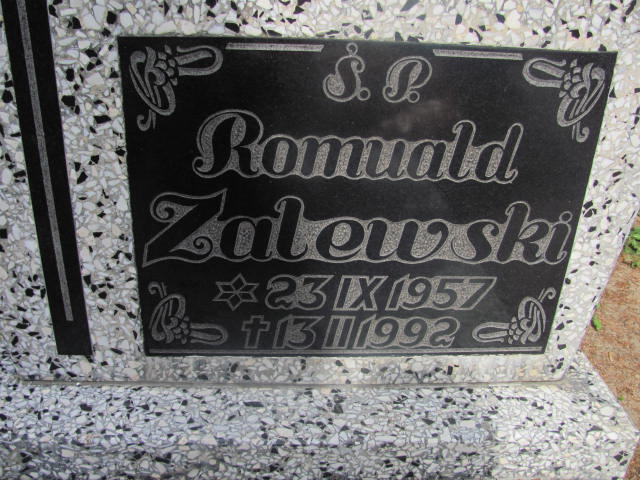 Ś. P.
Romuald
Zalewski
✡ 23 IX 1957
✝ 13 II 1992